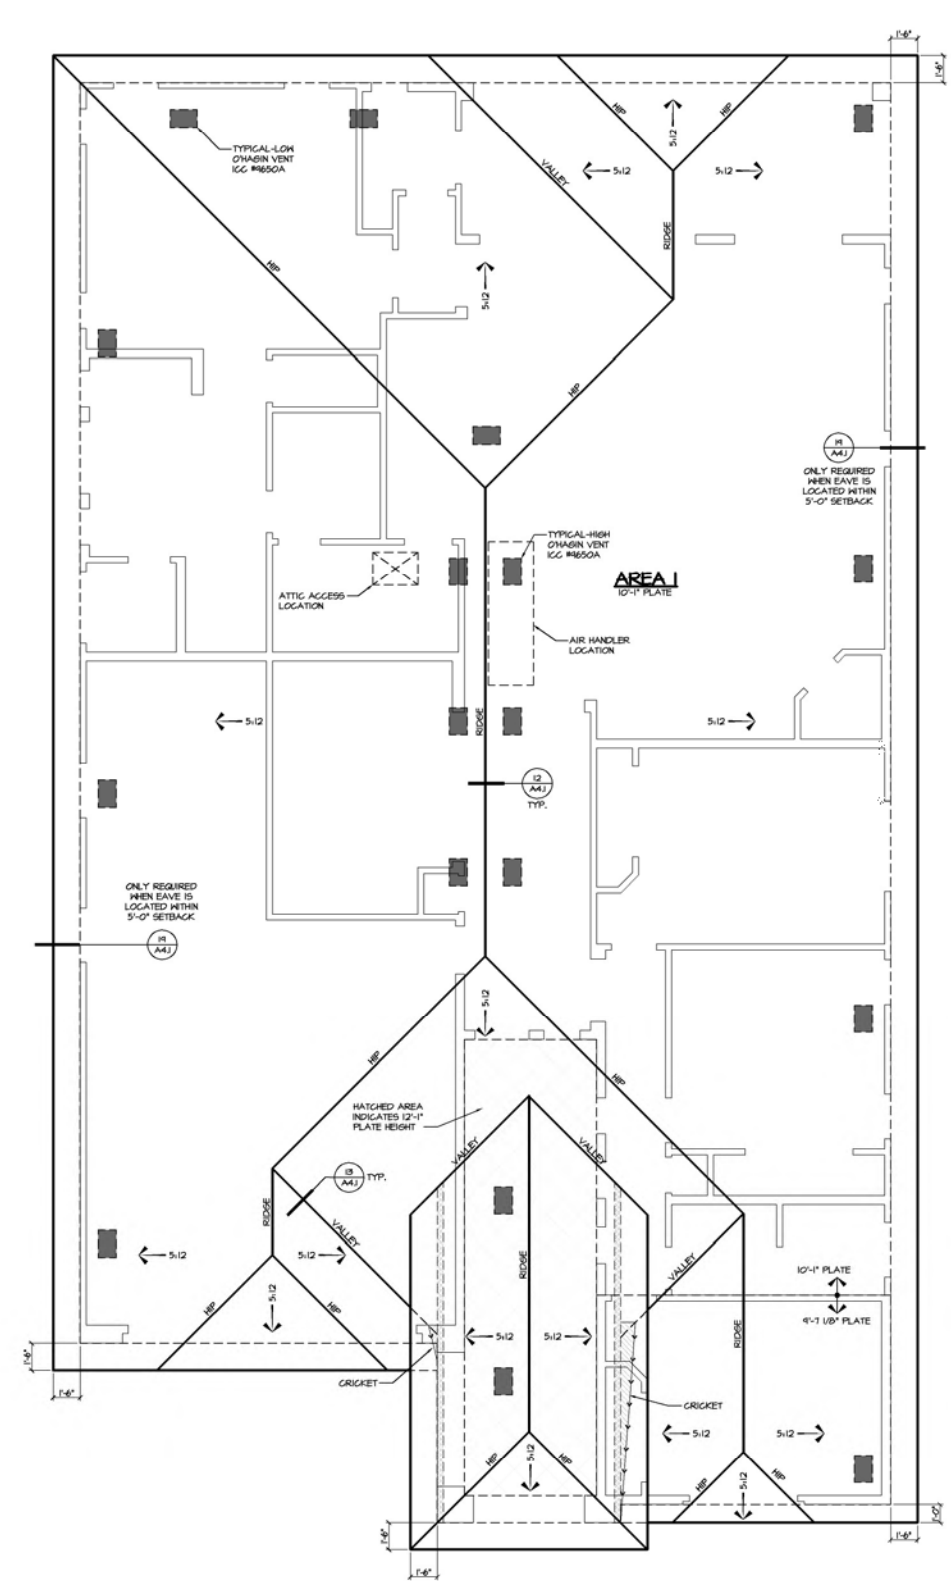 1'-6"
1'-6"
HIP
HIP
5:12
TYPICAL-LOW
O'HAGIN VENT
ICC #9650A
VALLEY
5:12
5:12
RIDGE
HIP
5:12
HIP
19
A4.1
ONLY REQUIRED
WHEN EAVE IS
LOCATED WITHIN
5'-0" SETBACK
TYPICAL-HIGH
O'HAGIN VENT
ICC #9650A
AREA 1
10'-1" PLATE
ATTIC ACCESS
LOCATION
AIR HANDLER
LOCATION
5:12
RIDGE
5:12
12
A4.1
TYP.
ONLY REQUIRED
WHEN EAVE IS
LOCATED WITHIN
5'-0" SETBACK
19
A4.1
5:12
HIP
HIP
HATCHED AREA
INDICATES 12'-1"
PLATE HEIGHT
VALLEY
VALLEY
13
A4.1
TYP.
RIDGE
VALLEY
5:12
5:12
RIDGE
VALLEY
10'-1" PLATE
5:12
HIP
HIP
9'-7 1/8" PLATE
5:12
5:12
RIDGE
1'-6"
1'-6"
CRICKET
CRICKET
5:12
5:12
HIP
HIP
5:12
HIP
HIP
5:12
1'-0"
1'-6"
1'-6"
1'-6"